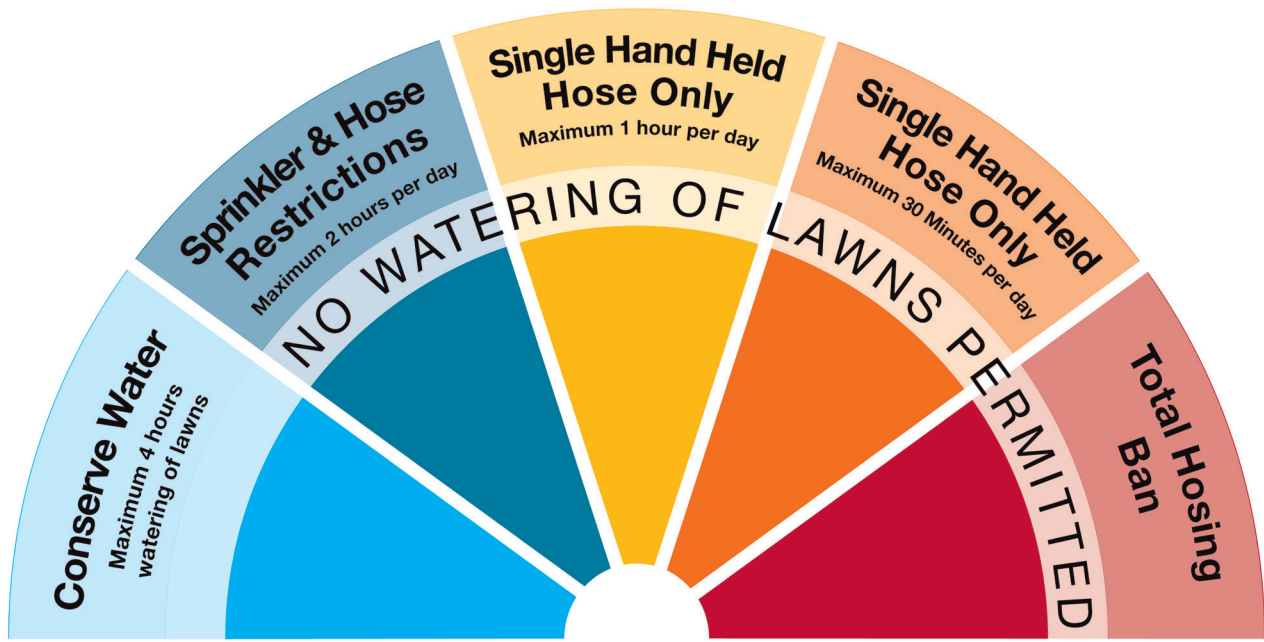 Conserve Water
Maximum 4 hours
watering of lawns
Sprinkler & Hose
Restrictions
Maximum 2 hours per day
Single Hand Held
Hose Only
Maximum 1 hour per day
Single Hand Held
Hose Only
Maximum 30 Minutes per day
Total Hosing
Ban
NO WATERING OF LAWNS PERMITTED